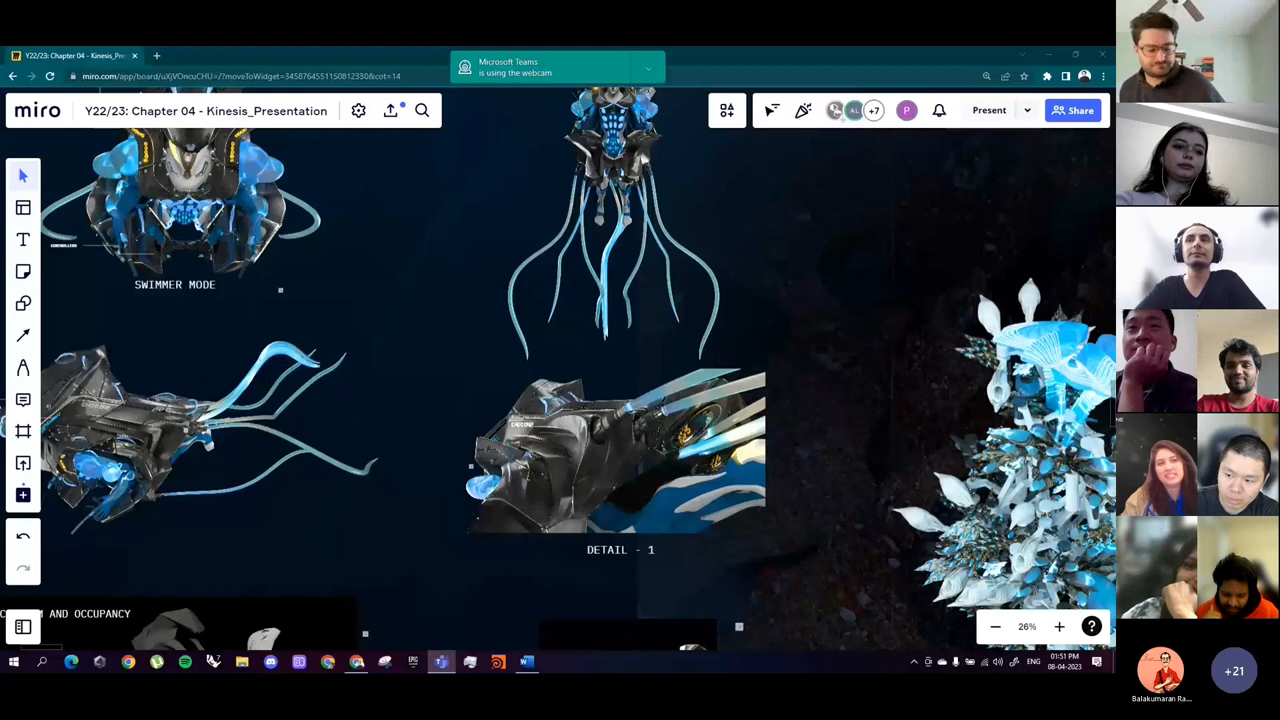 Y22/23: Chapter 04 - Kinesis_Pre
miro.com/app/board/uXjVOncuCHU=/?moveToWidget=3458764551150812330&cot=14
Microsoft Teams
is using the webcam
miro
Y22/23: Chapter 04 - Kinesis_Presentation
AL
+7
P
Present
Share
SWIMMER MODE
DETAIL - 1
M AND OCCUPANCY
26%
ENG
01:51 PM
08-04-2023
Balakumaran Ra...
+21